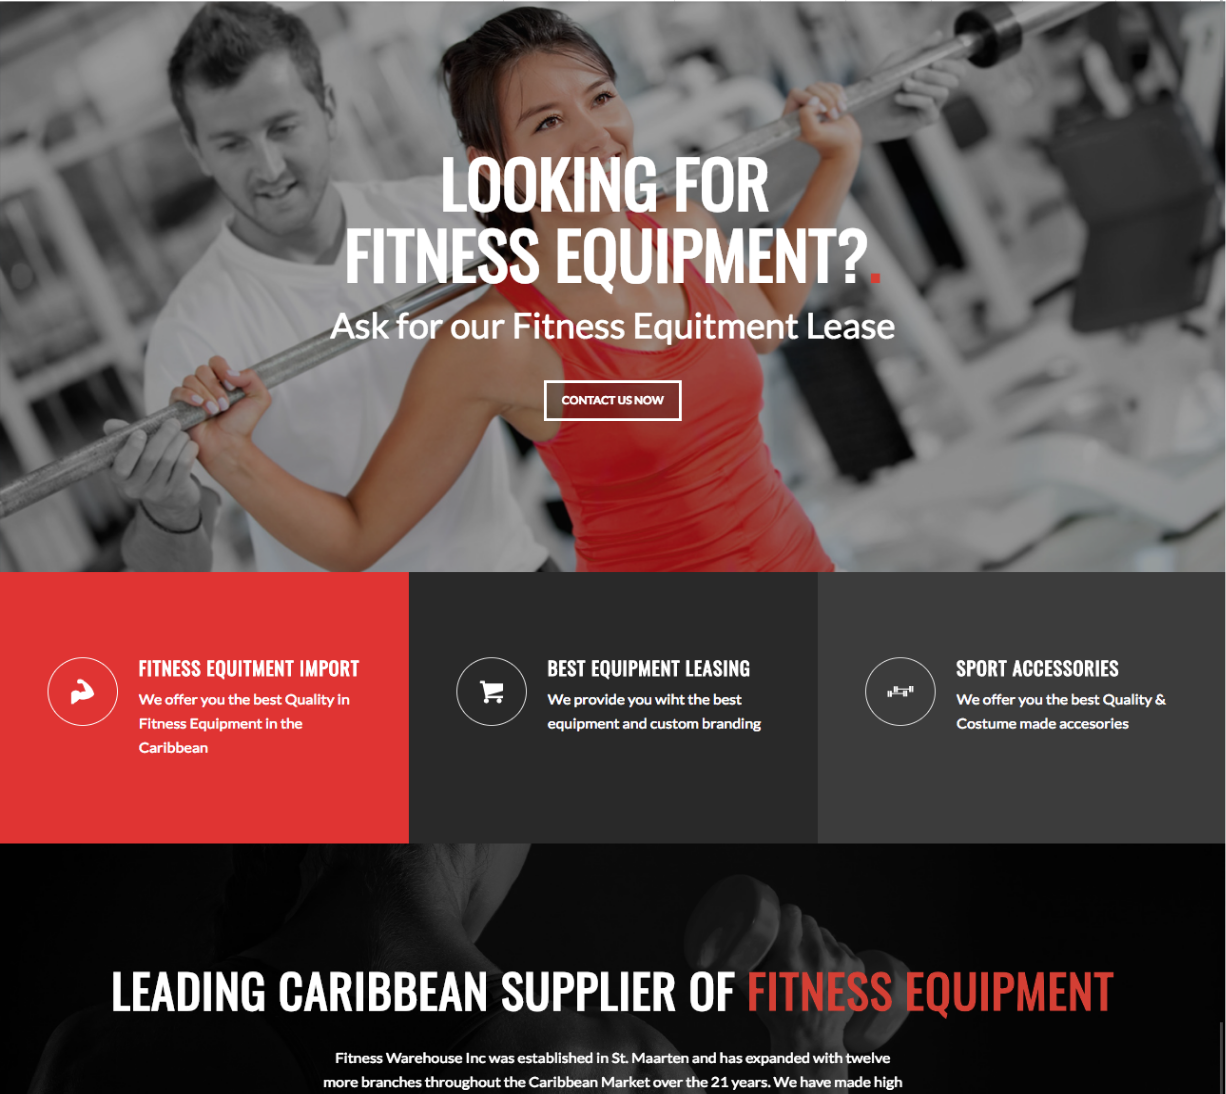 LOOKING FOR
FITNESS EQUIPMENT?.
Ask for our Fitness Equitment Lease
CONTACT US NOW
FITNESS EQUITMENT IMPORT
We offer you the best Quality in
Fitness Equipment in the
Caribbean
BEST EQUIPMENT LEASING
We provide you wiht the best
equipment and custom branding
SPORT ACCESSORIES
We offer you the best Quality &
Costume made accesories
LEADING CARIBBEAN SUPPLIER OF FITNESS EQUIPMENT
Fitness Warehouse Inc was established in St. Maarten and has expanded with twelve
more branches throughout the Caribbean Market over the 21 years. We have made high